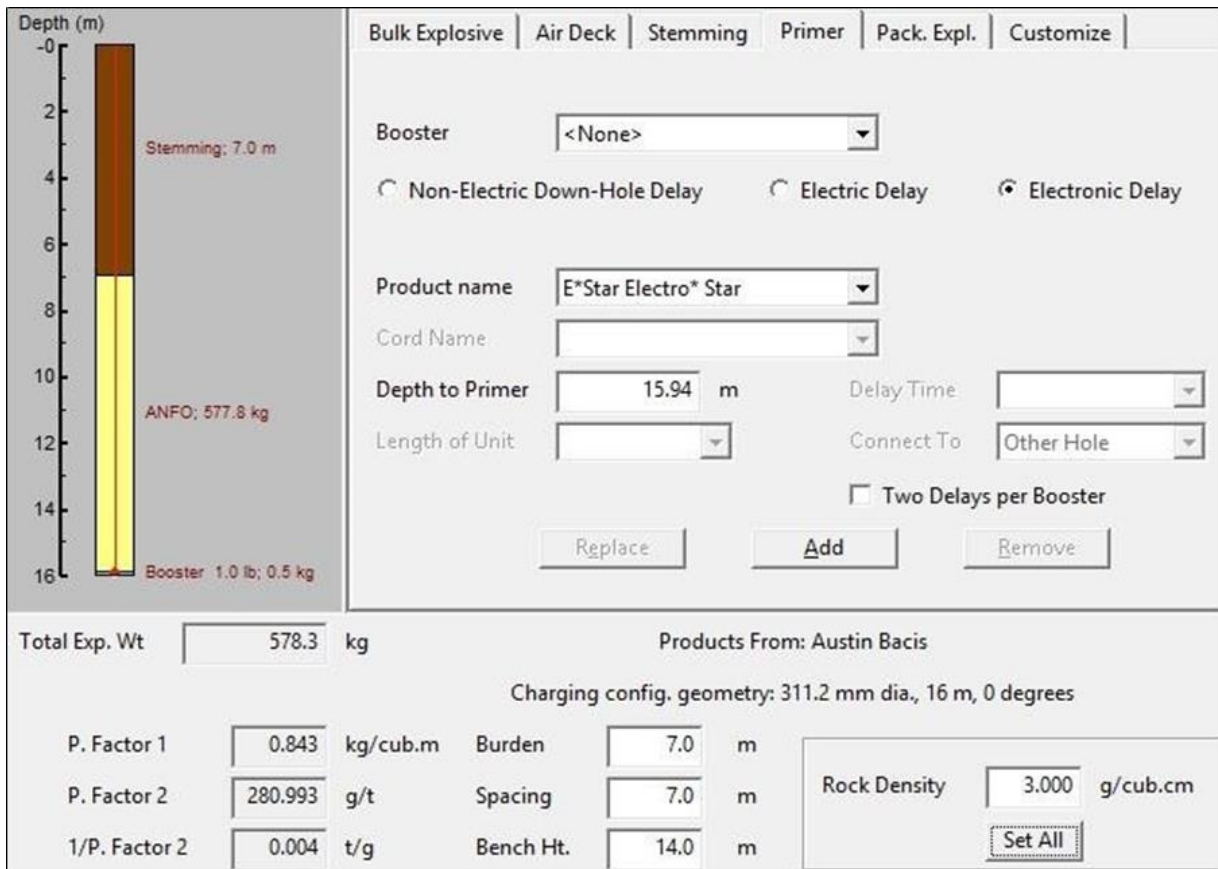 Depth (m)
-0
2
4
6
8
10
12
14
16
Stemming; 7.0 m
ANFO; 577.8 kg
Booster 1.0 lb; 0.5 kg
Bulk Explosive Air Deck Stemming Primer Pack. Expl. Customize
Booster <None>
Non-Electric Down-Hole Delay Electric Delay Electronic Delay
Product name E*Star Electro* Star
Cord Name
Depth to Primer 15.94 m Delay Time
Length of Unit Connect To Other Hole
Two Delays per Booster
Replace Add Remove
Total Exp. Wt 578.3 kg Products From: Austin Bacis
Charging config. geometry: 311.2 mm dia., 16 m, 0 degrees
P. Factor 1 0.843 kg/cub.m Burden 7.0 m
P. Factor 2 280.993 g/t Spacing 7.0 m Rock Density 3.000 g/cub.cm
1/P. Factor 2 0.004 t/g Bench Ht. 14.0 m Set All